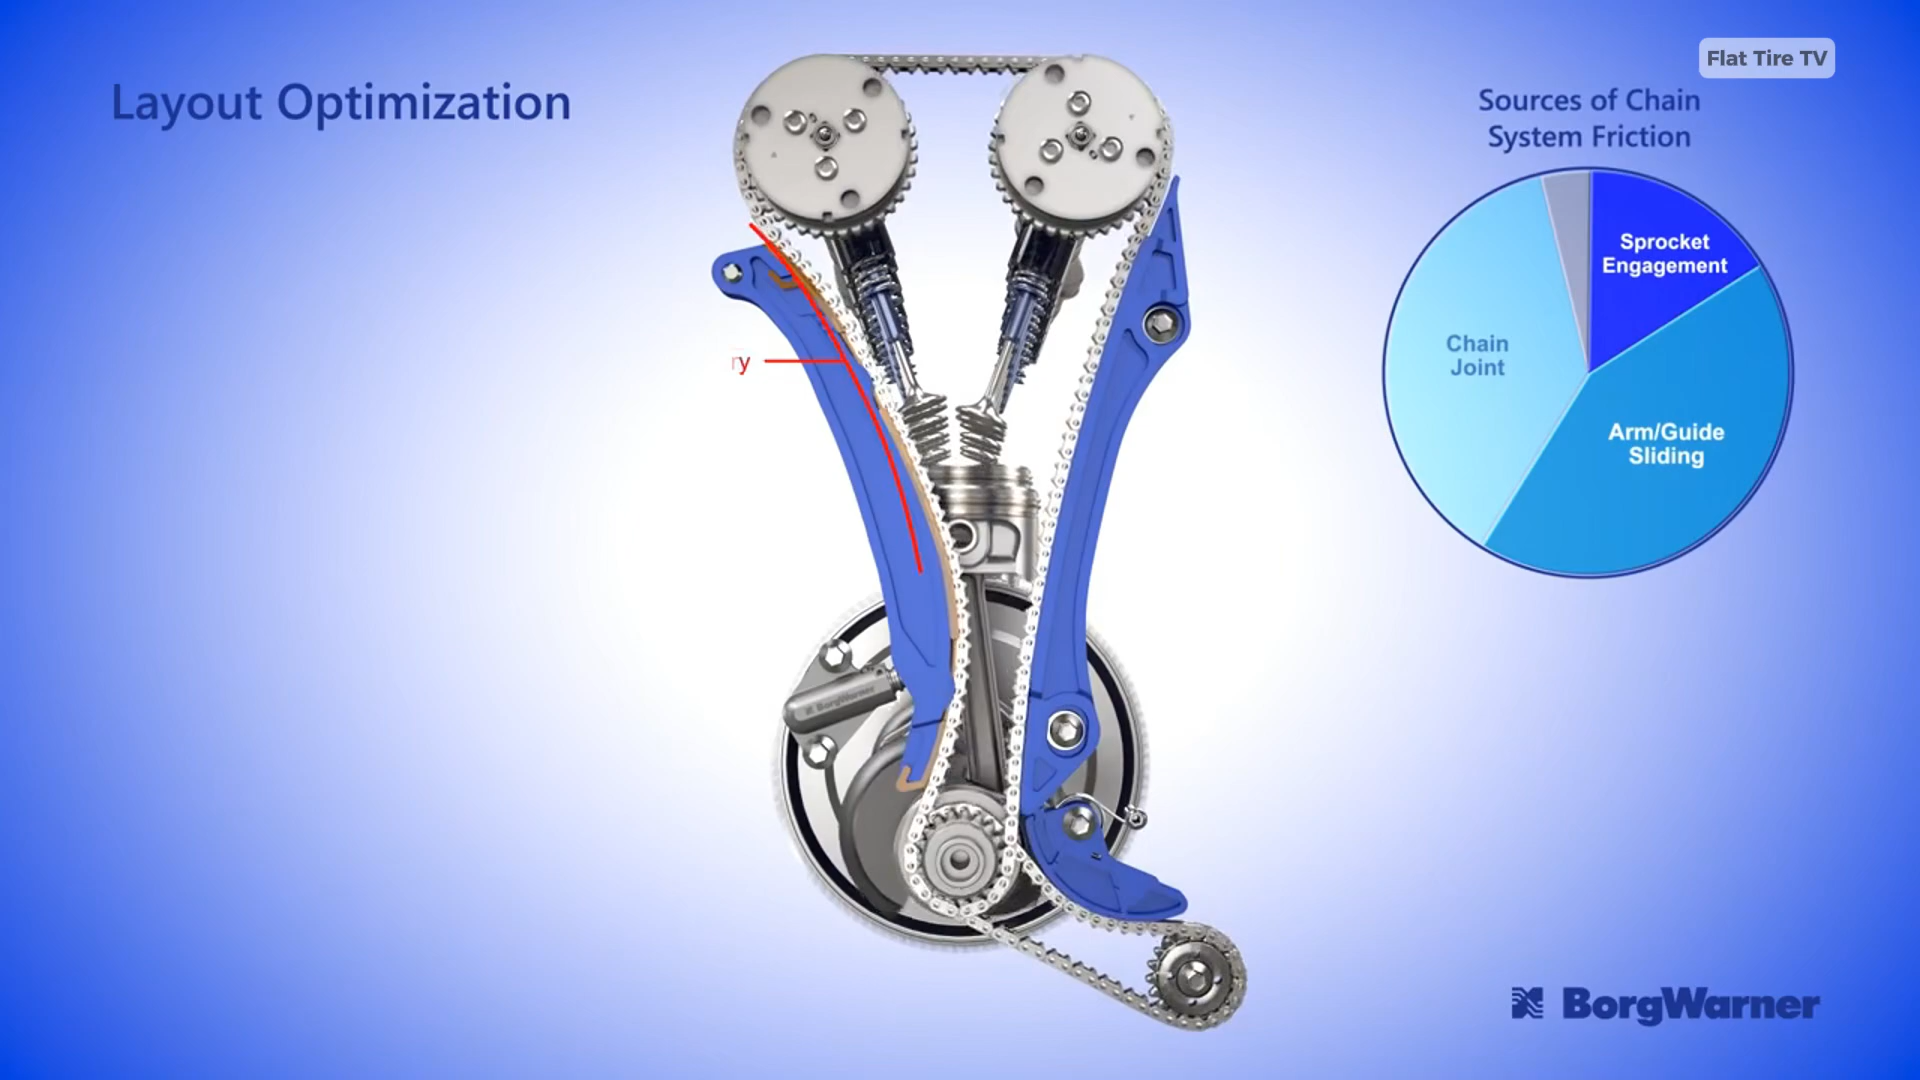 Flat Tire TV
Layout Optimization
Sources of Chain
System Friction
Sprocket
Engagement
Chain
Joint
Arm/Guide
Sliding
ry
BorgWarner
BorgWarner